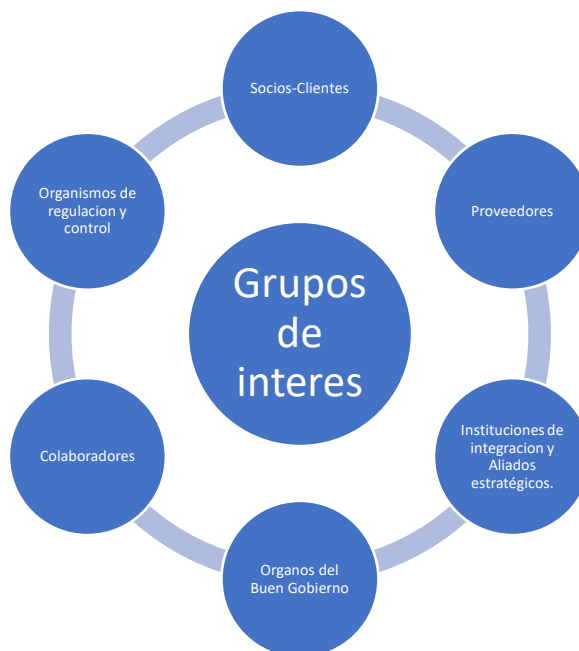 Socios-Clientes
Proveedores
Instituciones de
integracion y
Aliados
estratégicos.
Organos del
Buen Gobierno
Colaboradores
Organismos de
regulacion y
control
Grupos
de
interes